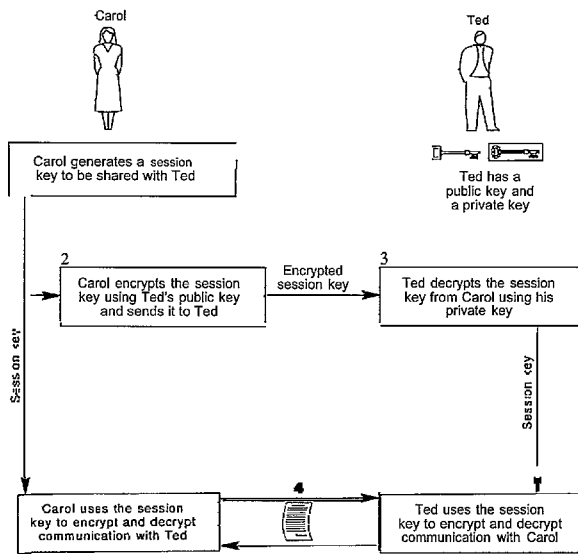 Carol
Ted
Carol generates a session
key to be shared with Ted
Ted has a
public key and
a private key
2
Carol encrypts the session
key using Ted's public key
and sends it to Ted
Encrypted
session key
3
Ted decrypts the session
key from Carol using his
private key
Session key
Session key
4
Carol uses the session
key to encrypt and decrypt
communication with Ted
Ted uses the session
key to encrypt and decrypt
communication with Carol